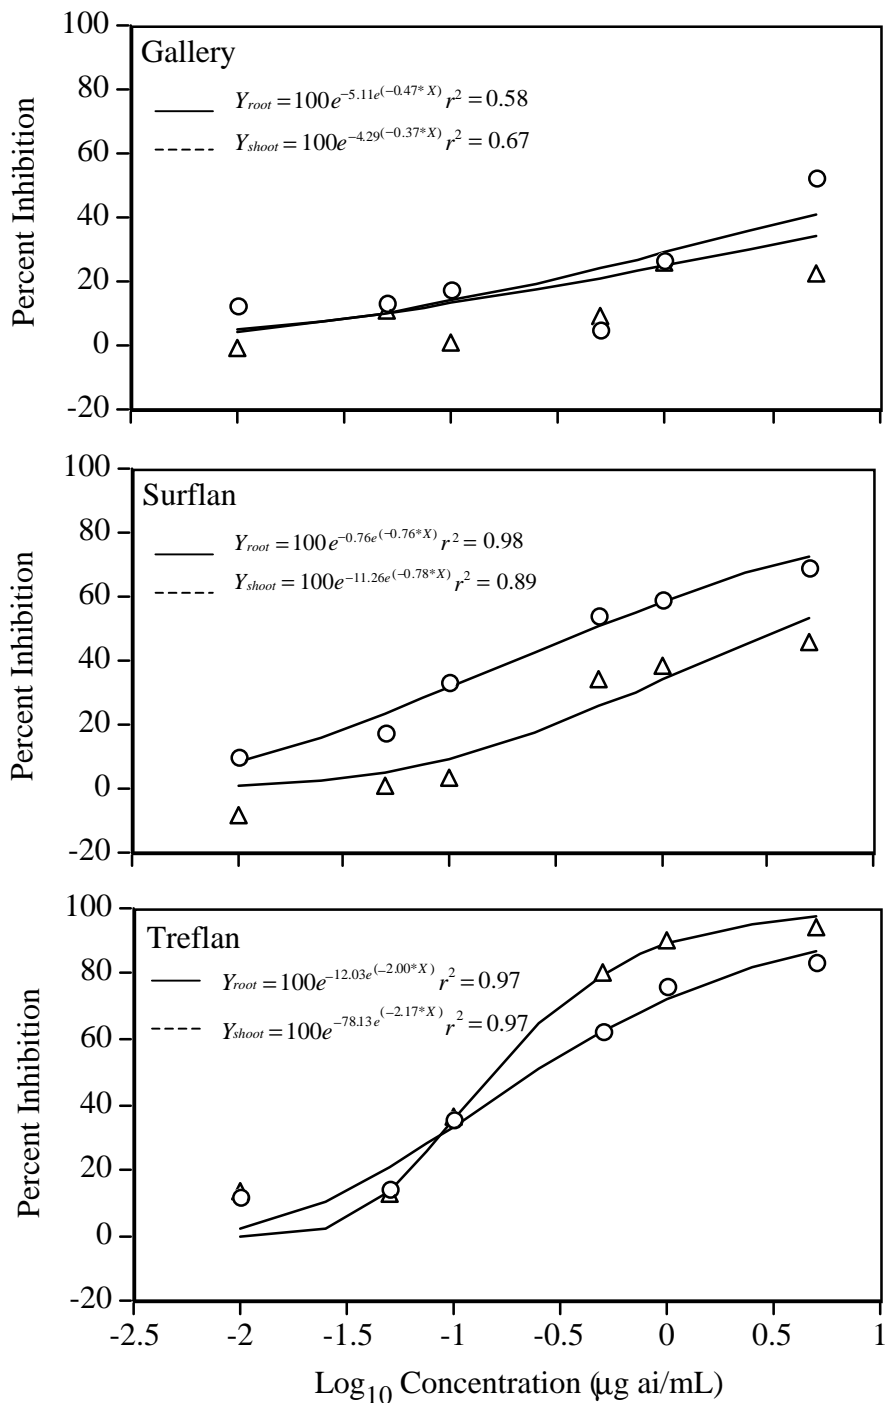 100
80
60
40
20
0
-20
Percent Inhibition
Gallery
Y_root = 100e^{−5.11e^{(−0.47*X)}} r² = 0.58
Y_shoot = 100e^{−4.29^{(−0.37*X)}} r² = 0.67
100
80
60
40
20
0
-20
Percent Inhibition
Surflan
Y_root = 100e^{−0.76e^{(−0.76*X)}} r² = 0.98
Y_shoot = 100e^{−11.26e^{(−0.78*X)}} r² = 0.89
100
80
60
40
20
0
-20
Percent Inhibition
Treflan
Y_root = 100e^{−12.03e^{(−2.00*X)}} r² = 0.97
Y_shoot = 100e^{−78.13e^{(−2.17*X)}} r² = 0.97
-2.5 -2 -1.5 -1 -0.5 0 0.5 1
Log₁₀ Concentration (μg ai/mL)